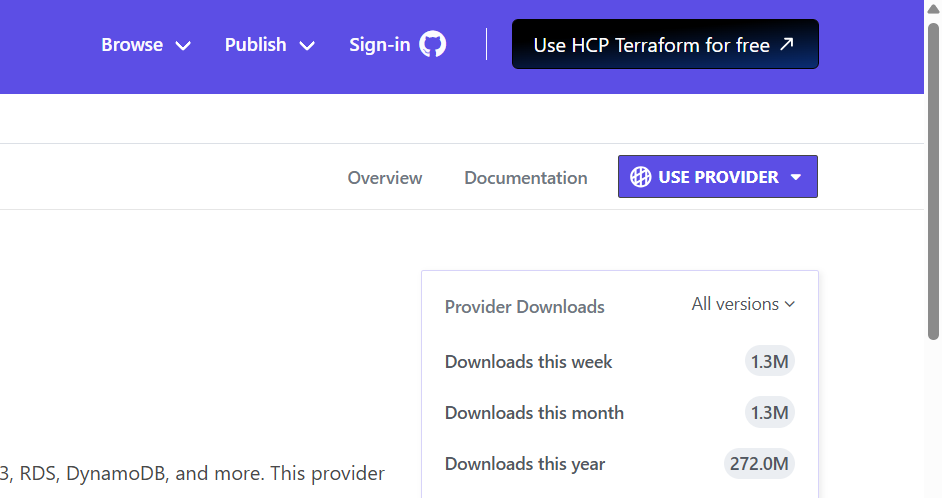 Browse Publish Sign-in Use HCP Terraform for free
Overview Documentation USE PROVIDER
Provider Downloads All versions
Downloads this week 1.3M
Downloads this month 1.3M
Downloads this year 272.0M
3, RDS, DynamoDB, and more. This provider